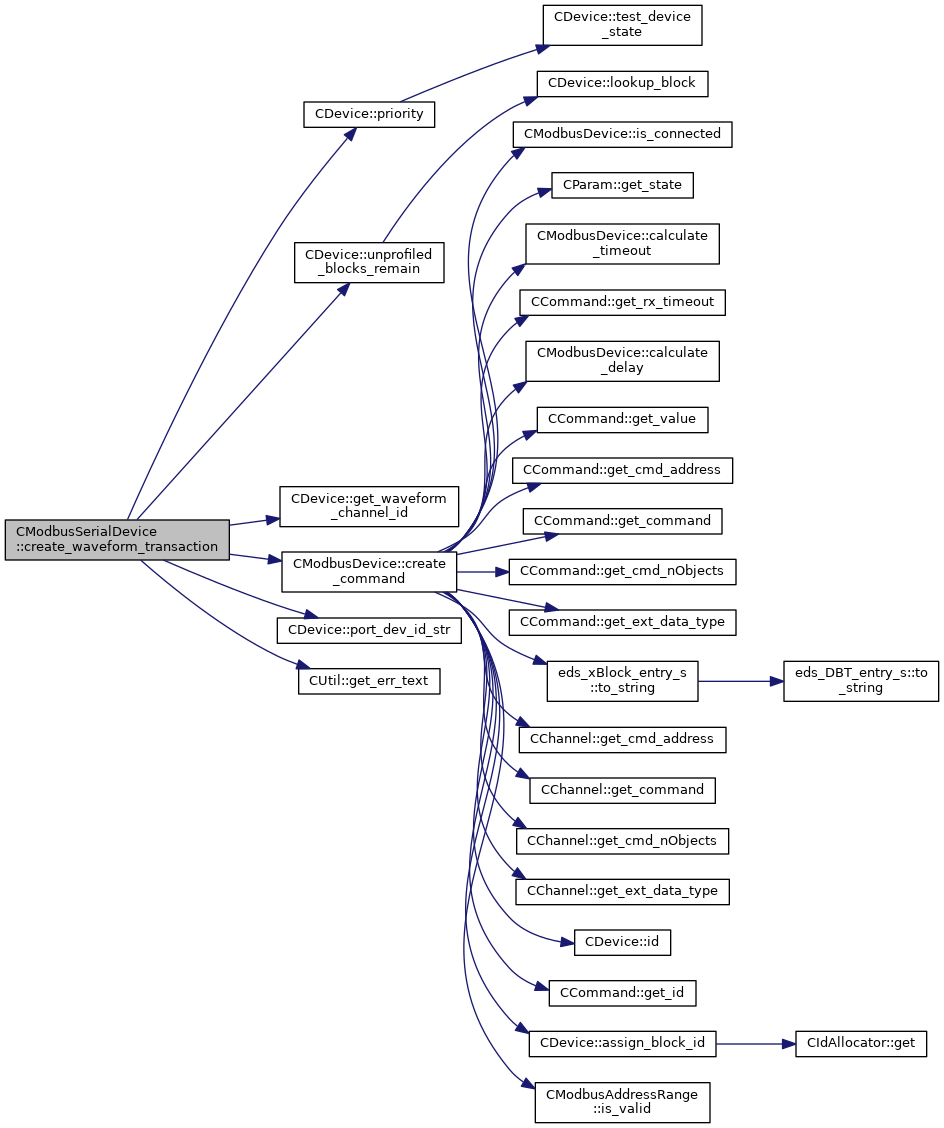 CDevice::test_device
_state
CDevice::lookup_block
CDevice::priority
CModbusDevice::is_connected
CParam::get_state
CModbusDevice::calculate
_timeout
CDevice::unprofiled
_blocks_remain
CCommand::get_rx_timeout
CModbusDevice::calculate
_delay
CCommand::get_value
CCommand::get_cmd_address
CDevice::get_waveform
_channel_id
CCommand::get_command
CModbusSerialDevice
::create_waveform_transaction
CModbusDevice::create
_command
CCommand::get_cmd_nObjects
CCommand::get_ext_data_type
CDevice::port_dev_id_str
CUtil::get_err_text
eds_xBlock_entry_s
::to_string
eds_DBT_entry_s::to
_string
CChannel::get_cmd_address
CChannel::get_command
CChannel::get_cmd_nObjects
CChannel::get_ext_data_type
CDevice::id
CCommand::get_id
CDevice::assign_block_id
CIdAllocator::get
CModbusAddressRange
::is_valid